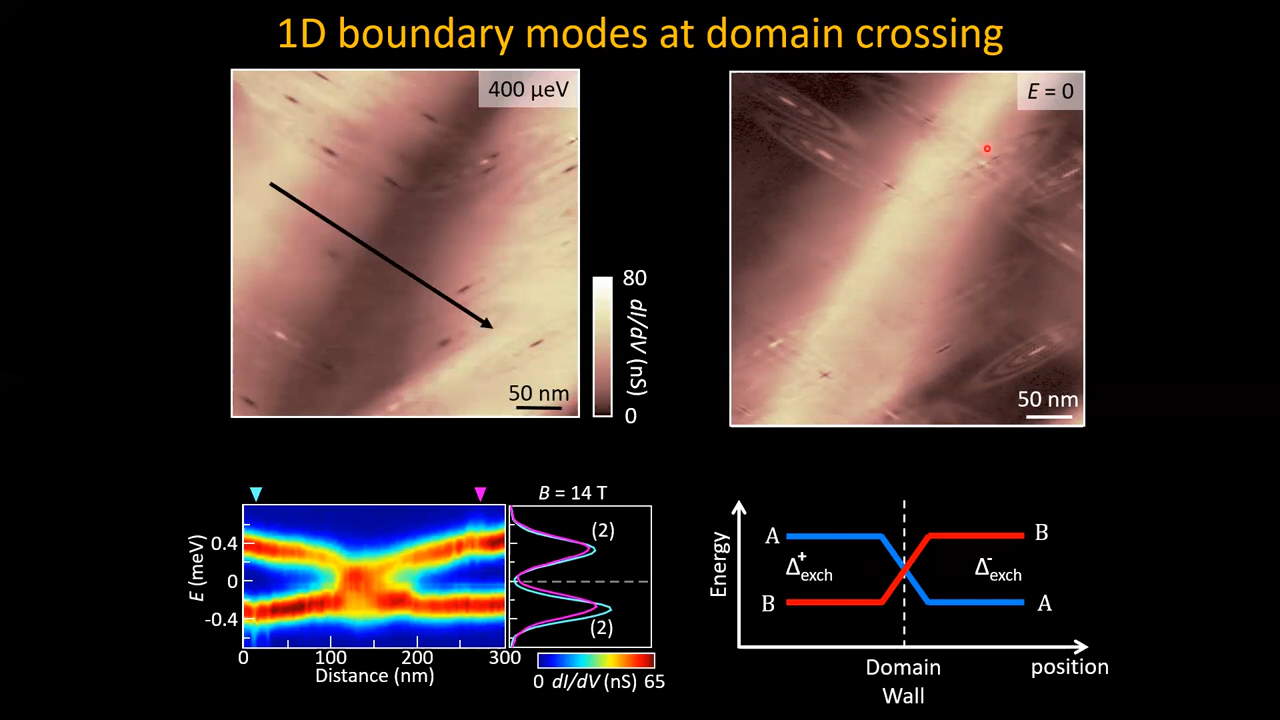 1D boundary modes at domain crossing
400 µeV
50 nm
80
dI/dV (nS)
0
E = 0
50 nm
B = 14 T
E (meV)
0.4
0
-0.4
(2)
(2)
0
100
200
300
Distance (nm)
0 dI/dV (nS) 65
Energy
A
B
Δ⁺exch
Δ⁻exch
B
A
Domain
Wall
position